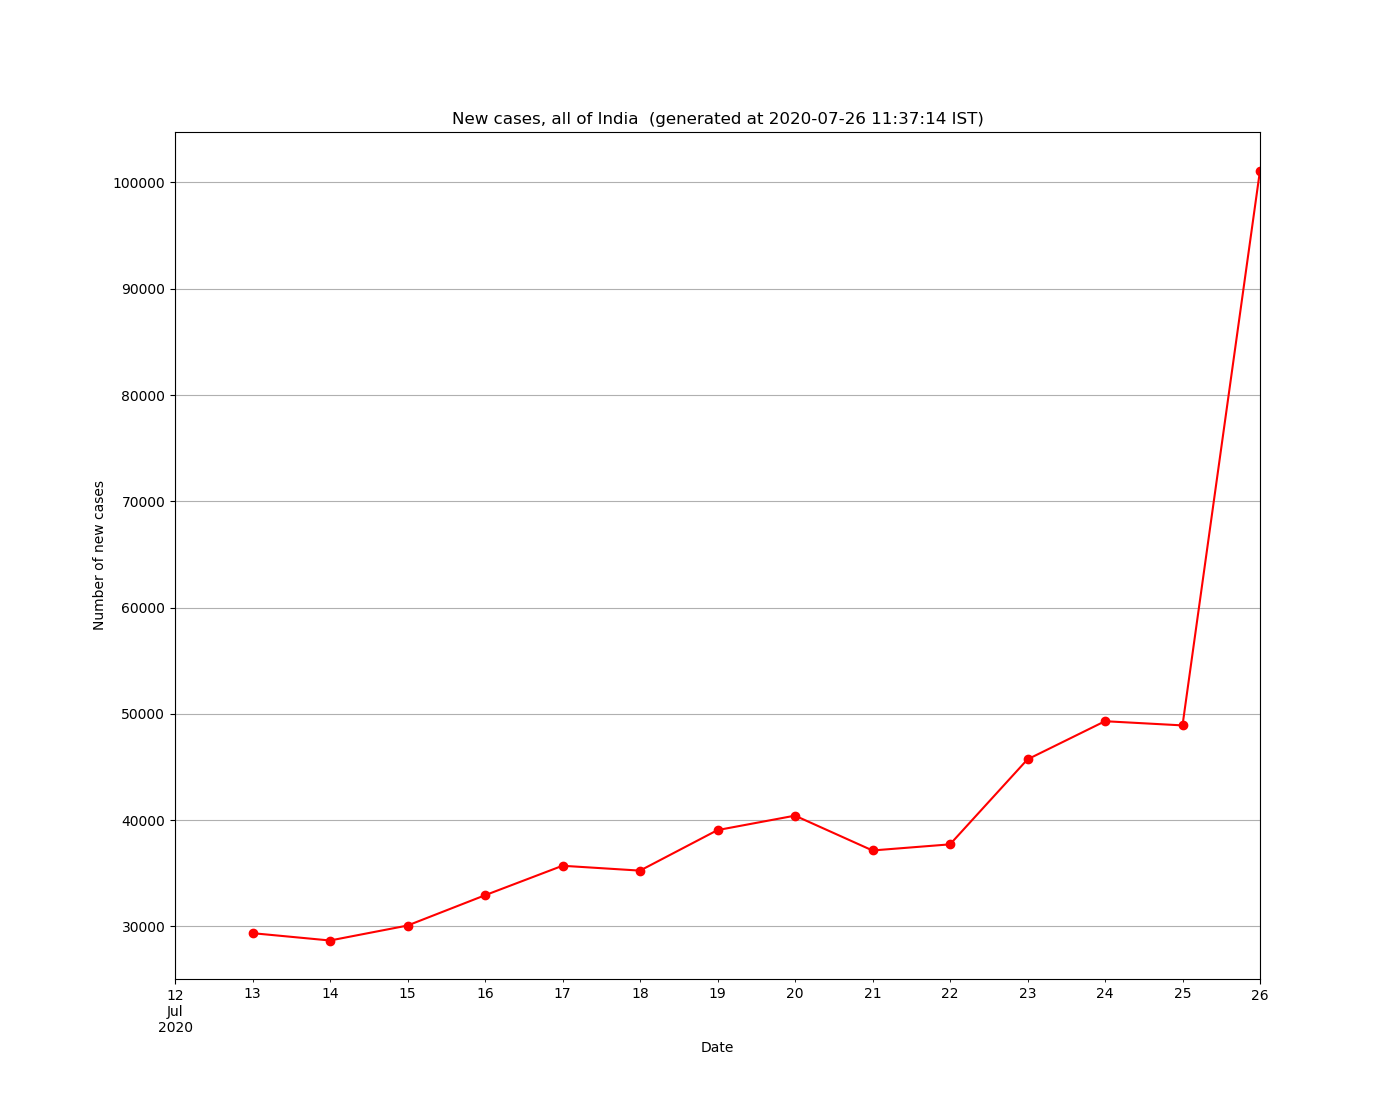 New cases, all of India  (generated at 2020-07-26 11:37:14 IST)
100000
90000
80000
70000
60000
50000
40000
30000
Number of new cases
12 13 14 15 16 17 18 19 20 21 22 23 24 25 26
Jul
2020
Date